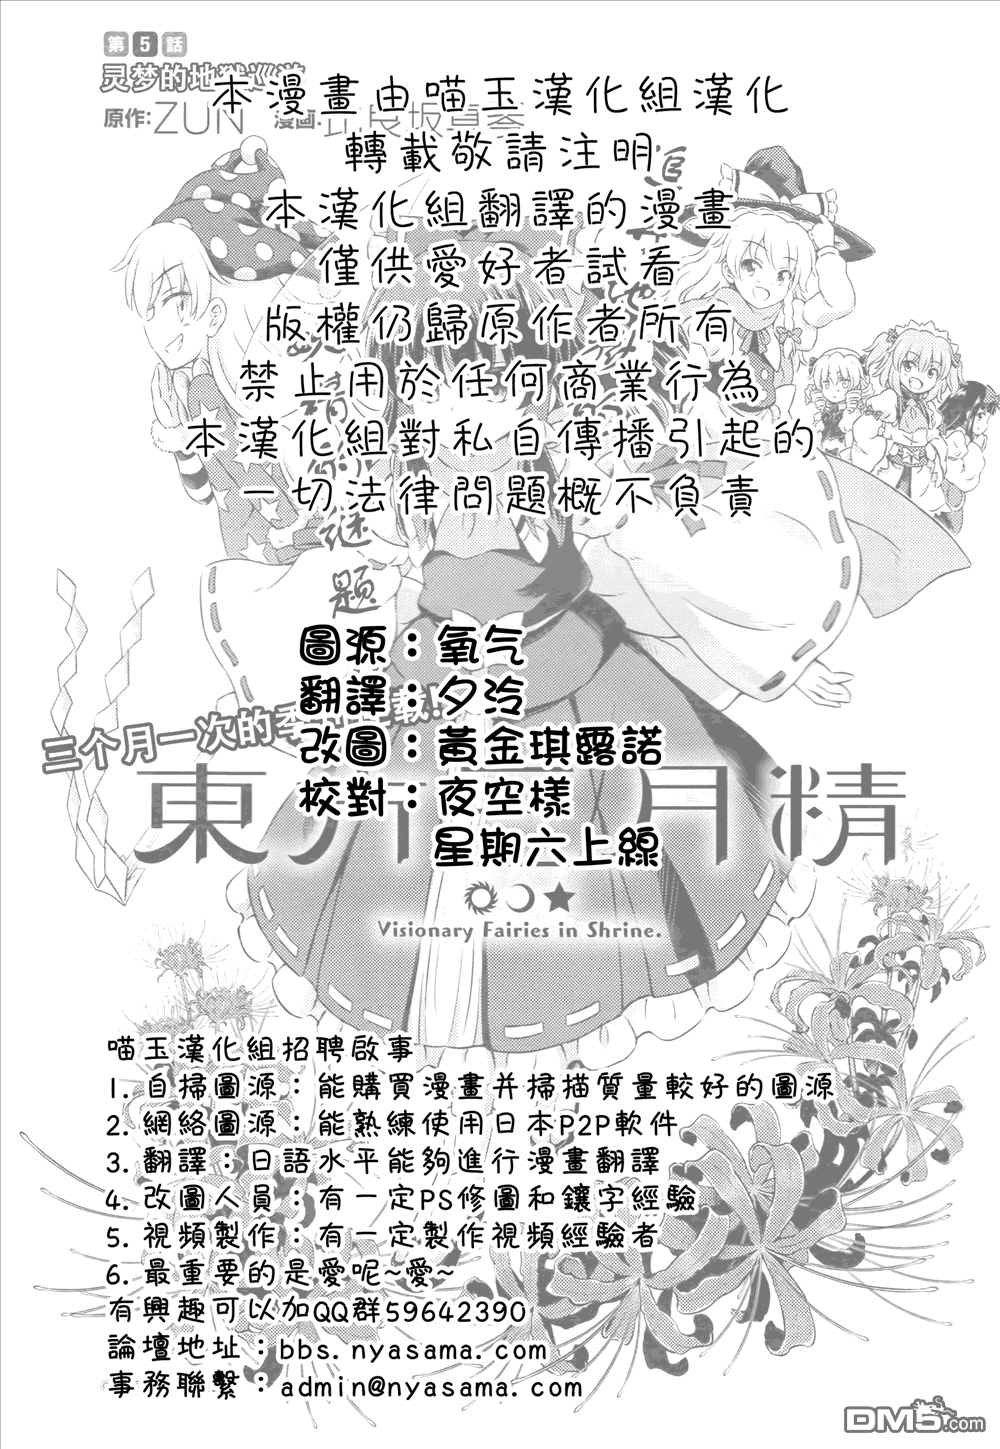 第5話
灵梦的地狱巡游
原作:ZUN 漫画:比良坂真琴
本漫畫由喵玉漢化組漢化
轉載敬請注明
本漢化組翻譯的漫畫
僅供愛好者試看
版權仍歸原作者所有
禁止用於任何商業行為
本漢化組對私自傳播引起的
一切法律問題概不負責
圖源：氧气
翻譯：夕泠
改圖：黃金琪露諾
校對：夜空樣
星期六上線
三个月一次的季
載!
東方三月精
Visionary Fairies in Shrine.
喵玉漢化組招聘啟事
1. 自掃圖源：能購買漫畫并掃描質量較好的圖源
2. 網絡圖源：能熟練使用日本P2P軟件
3. 翻譯：日語水平能夠進行漫畫翻譯
4. 改圖人員：有一定PS修圖和鑲字經驗
5. 視頻製作：有一定製作視頻經驗者
6. 最重要的是愛呢~愛~
有興趣可以加QQ群59642390
論壇地址：bbs.nyasama.com
事務聯繫：admin@nyasama.com
DM5.com